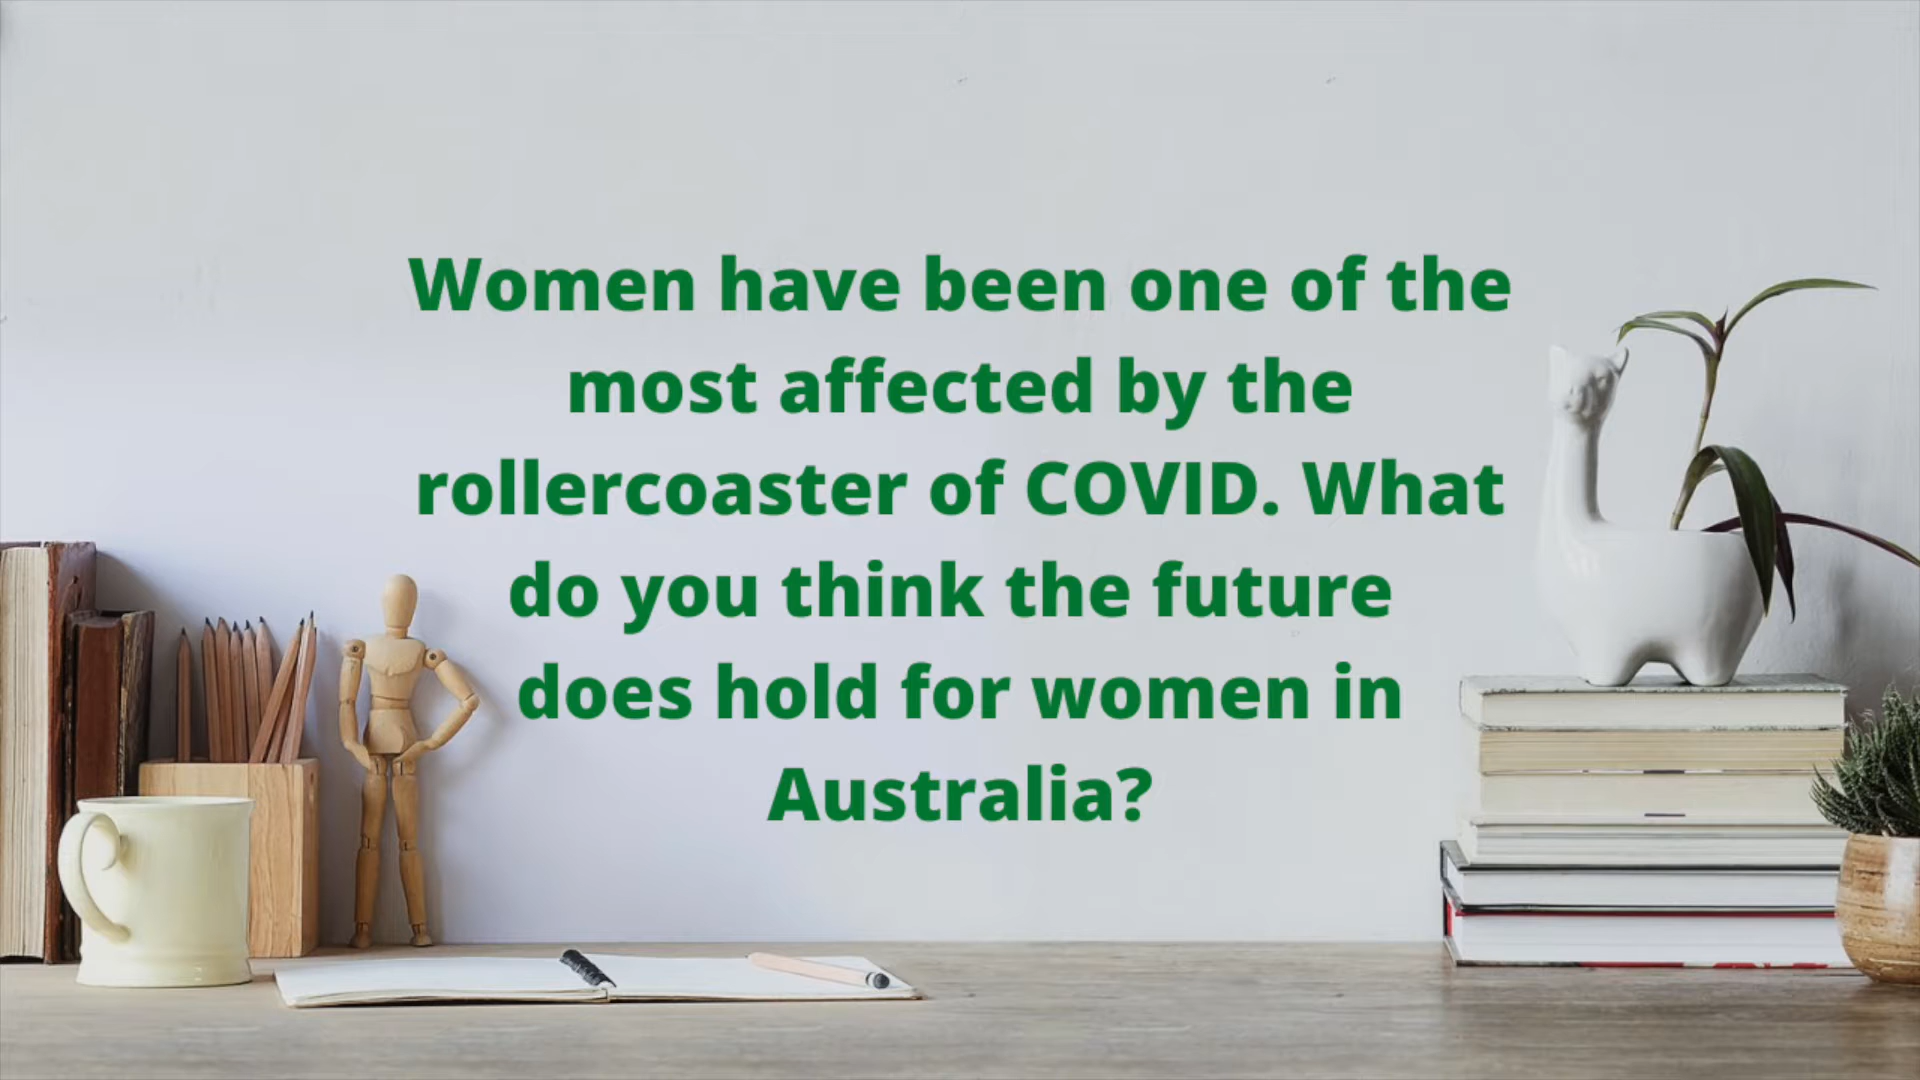 Women have been one of the
most affected by the
rollercoaster of COVID. What
do you think the future
does hold for women in
Australia?